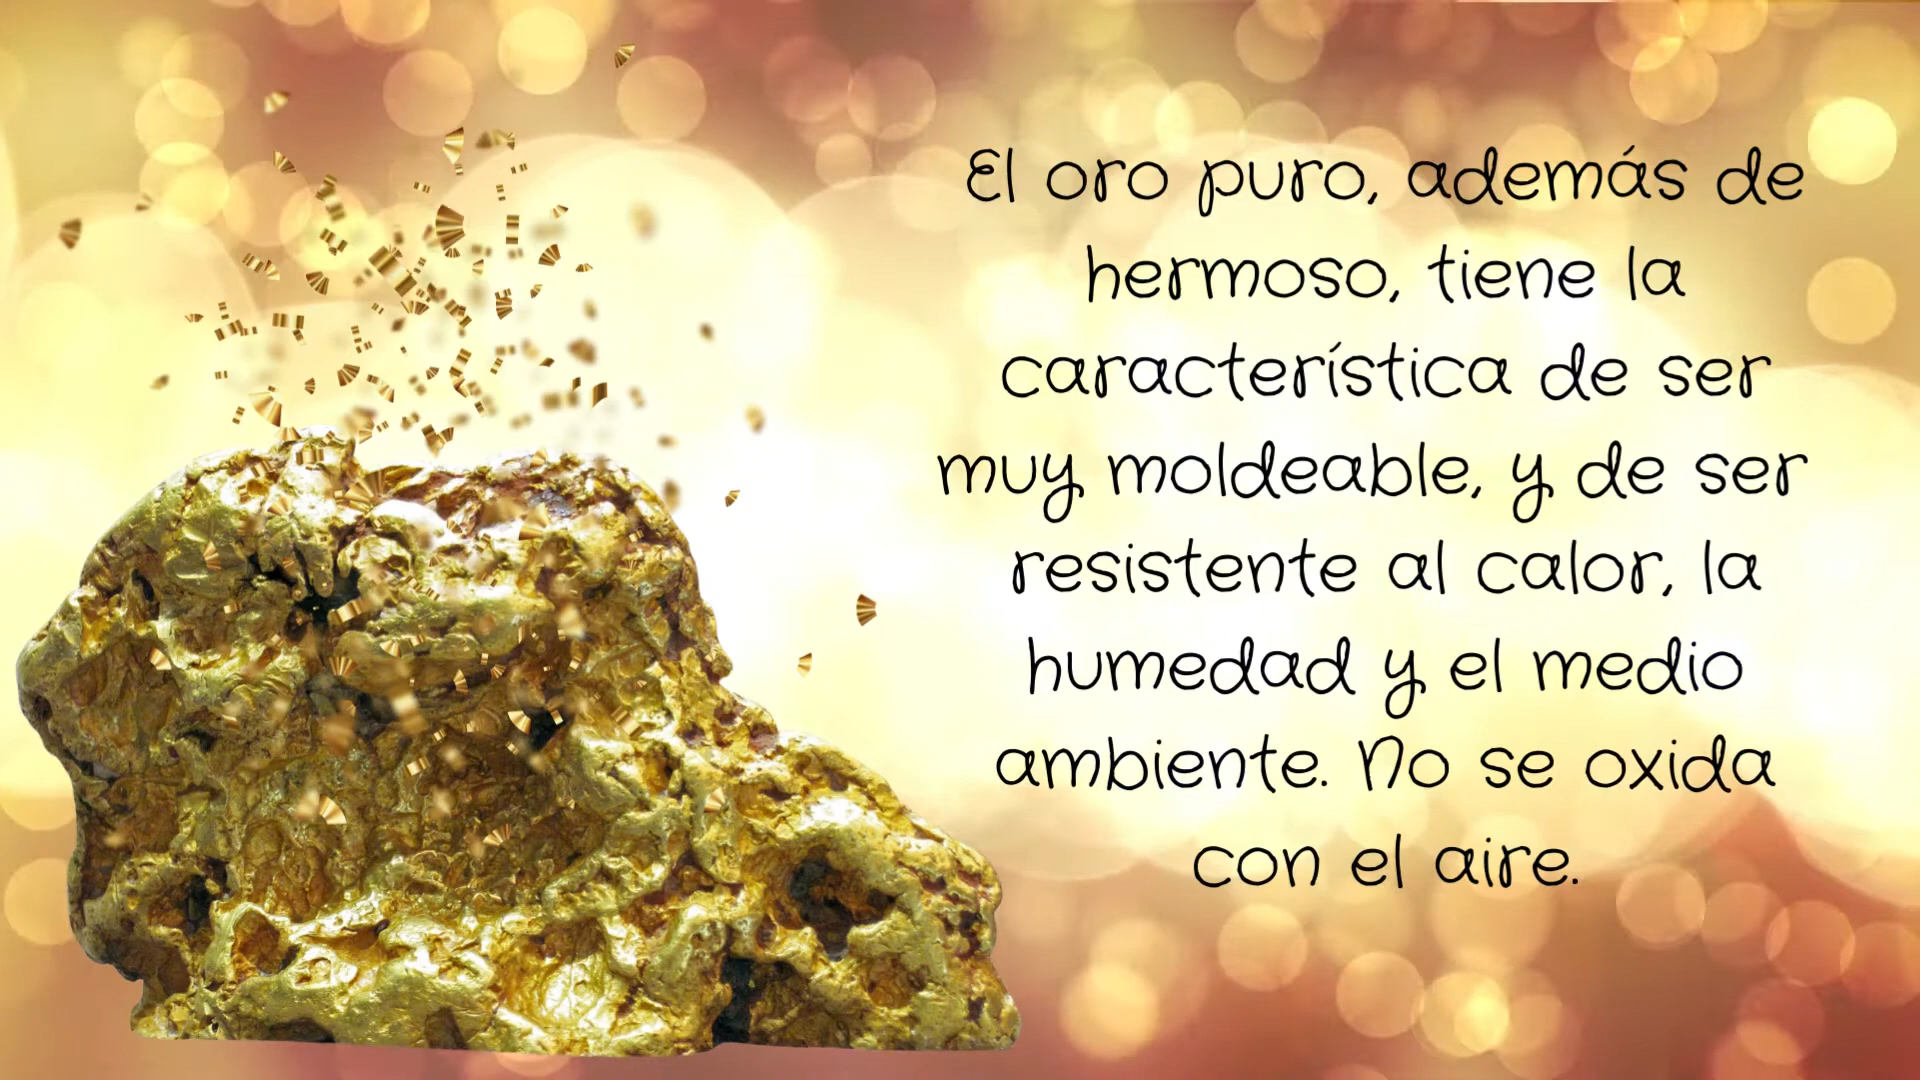 El oro puro, además de
hermoso, tiene la
característica de ser
muy moldeable, y de ser
resistente al calor, la
humedad y el medio
ambiente. No se oxida
con el aire.